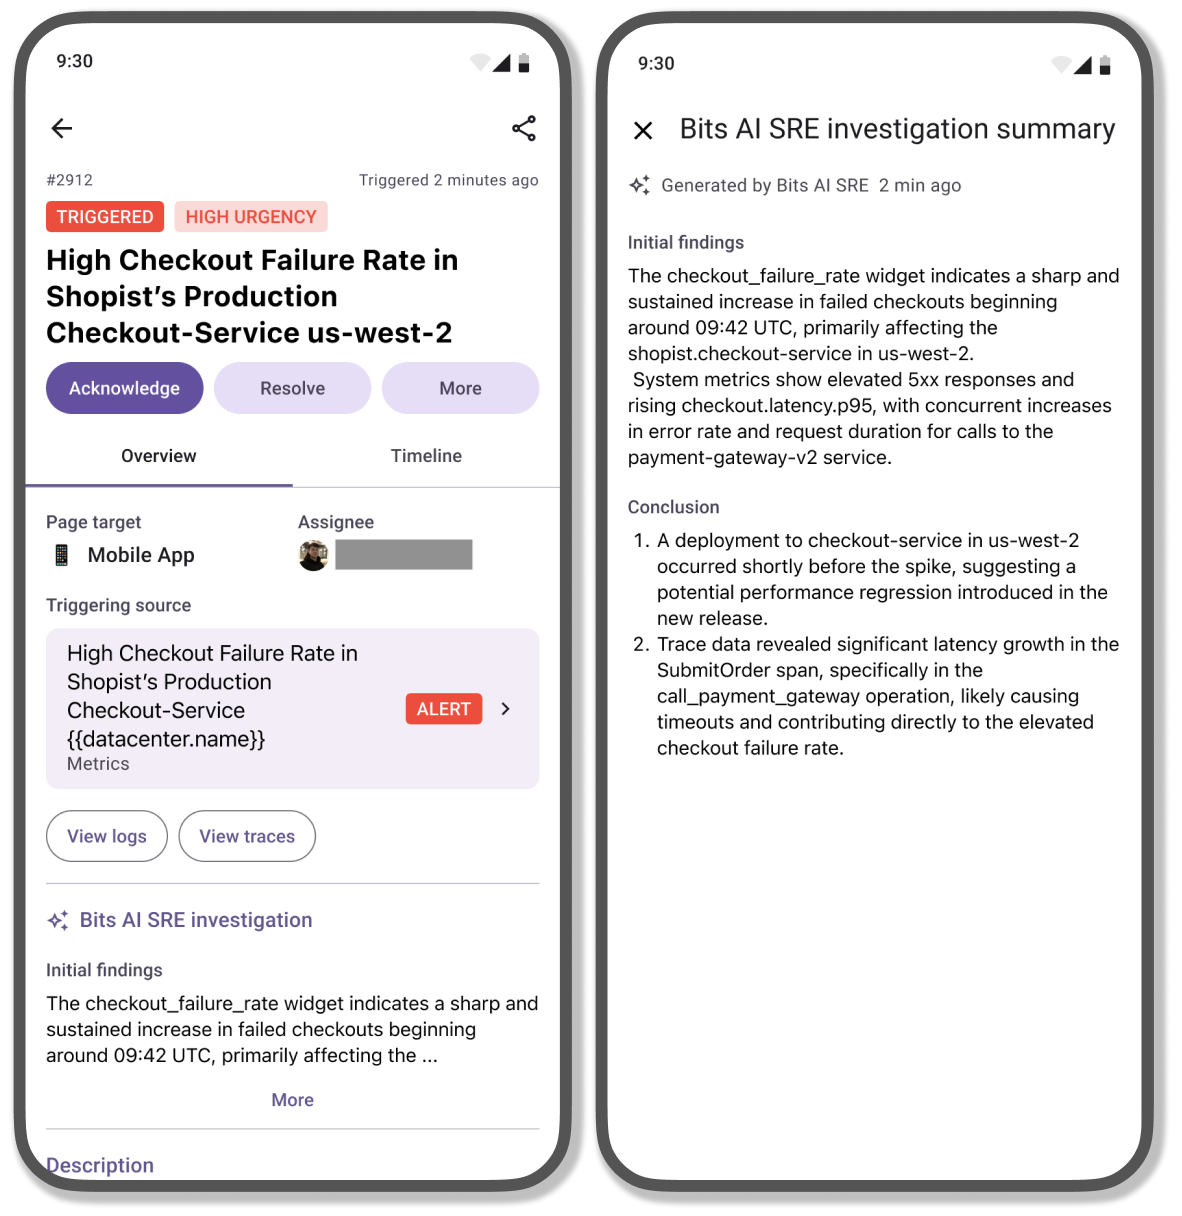 9:30
#2912
Triggered 2 minutes ago
TRIGGERED
HIGH URGENCY
High Checkout Failure Rate in
Shopist’s Production
Checkout-Service us-west-2
Acknowledge
Resolve
More
Overview
Timeline
Page target
Assignee
Mobile App
Triggering source
High Checkout Failure Rate in
Shopist’s Production
Checkout-Service
{{datacenter.name}}
Metrics
ALERT
View logs
View traces
Bits AI SRE investigation
Initial findings
The checkout_failure_rate widget indicates a sharp and
sustained increase in failed checkouts beginning
around 09:42 UTC, primarily affecting the ...
More
Description
9:30
Bits AI SRE investigation summary
Generated by Bits AI SRE 2 min ago
Initial findings
The checkout_failure_rate widget indicates a sharp and
sustained increase in failed checkouts beginning
around 09:42 UTC, primarily affecting the
shopist.checkout-service in us-west-2.
System metrics show elevated 5xx responses and
rising checkout.latency.p95, with concurrent increases
in error rate and request duration for calls to the
payment-gateway-v2 service.
Conclusion
1. A deployment to checkout-service in us-west-2
occurred shortly before the spike, suggesting a
potential performance regression introduced in the
new release.
2. Trace data revealed significant latency growth in the
SubmitOrder span, specifically in the
call_payment_gateway operation, likely causing
timeouts and contributing directly to the elevated
checkout failure rate.